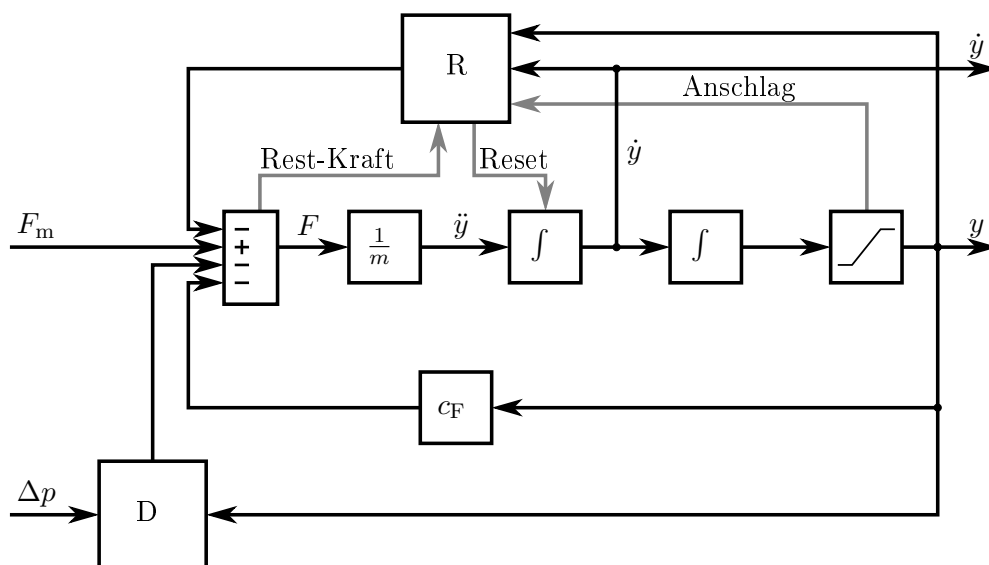 R
ẏ
Anschlag
Rest-Kraft
Reset
ẏ
F_m
−
+
−
−
F
1/m
ÿ
∫
∫
y
c_F
Δp
D